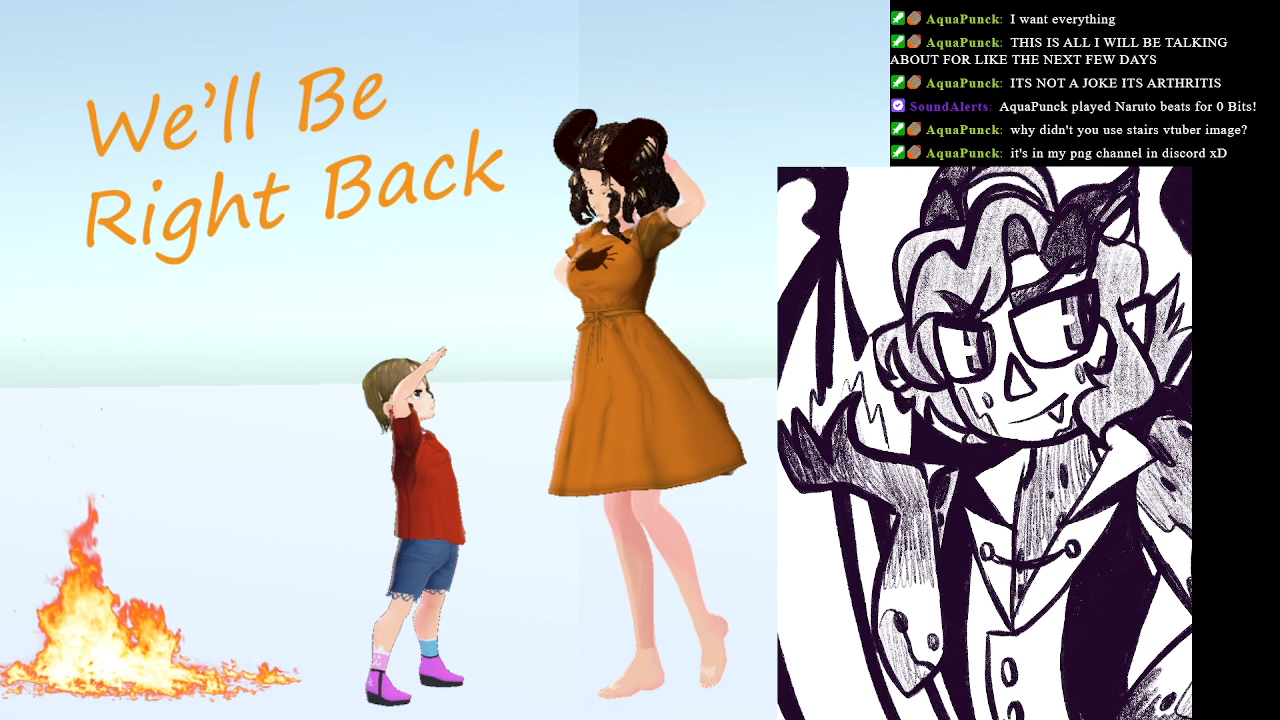 We'll Be
Right Back
AquaPunck: I want everything
AquaPunck: THIS IS ALL I WILL BE TALKING
ABOUT FOR LIKE THE NEXT FEW DAYS
AquaPunck: ITS NOT A JOKE ITS ARTHRITIS
SoundAlerts: AquaPunck played Naruto beats for 0 Bits!
AquaPunck: why didn't you use stairs vtuber image?
AquaPunck: it's in my png channel in discord xD